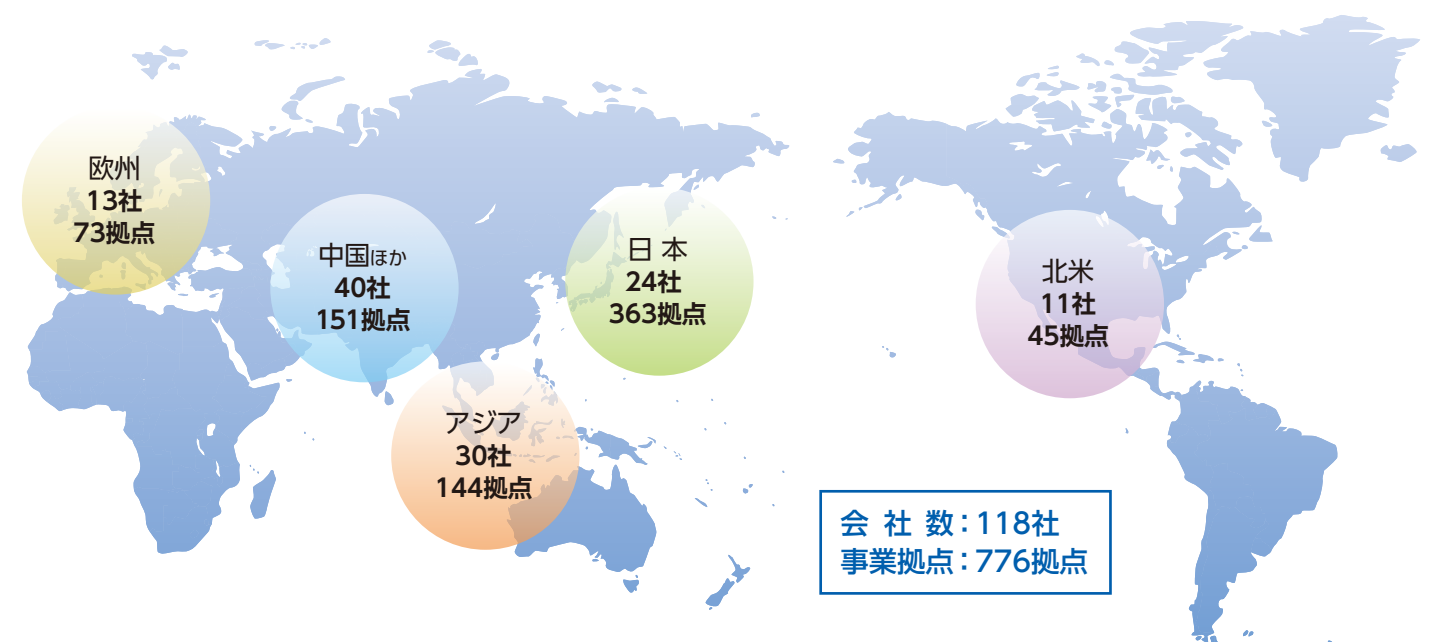 欧州
13社
73拠点
中国ほか
40社
151拠点
日 本
24社
363拠点
北米
11社
45拠点
アジア
30社
144拠点
会 社 数：118社
事業拠点：776拠点